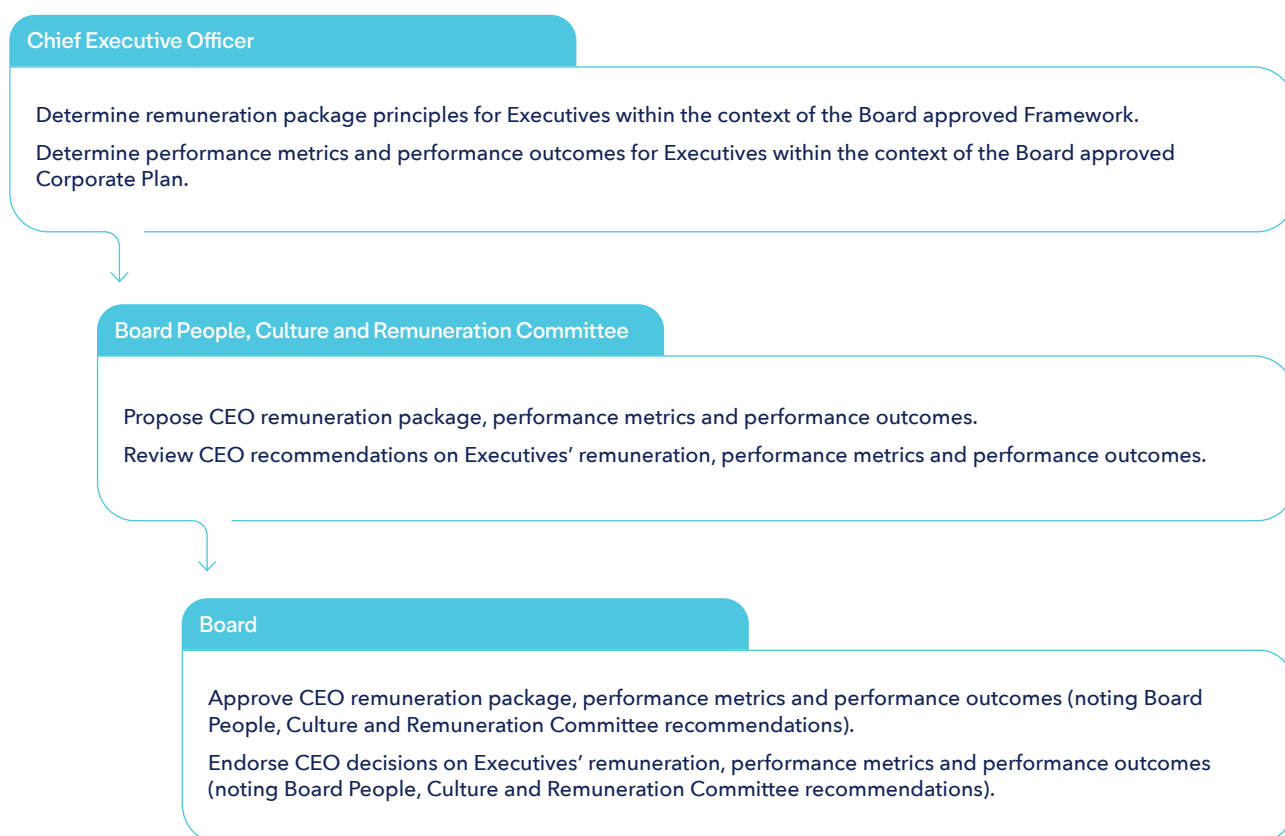 Chief Executive Officer
Determine remuneration package principles for Executives within the context of the Board approved Framework.
Determine performance metrics and performance outcomes for Executives within the context of the Board approved
Corporate Plan.
Board People, Culture and Remuneration Committee
Propose CEO remuneration package, performance metrics and performance outcomes.
Review CEO recommendations on Executives’ remuneration, performance metrics and performance outcomes.
Board
Approve CEO remuneration package, performance metrics and performance outcomes (noting Board
People, Culture and Remuneration Committee recommendations).
Endorse CEO decisions on Executives’ remuneration, performance metrics and performance outcomes
(noting Board People, Culture and Remuneration Committee recommendations).